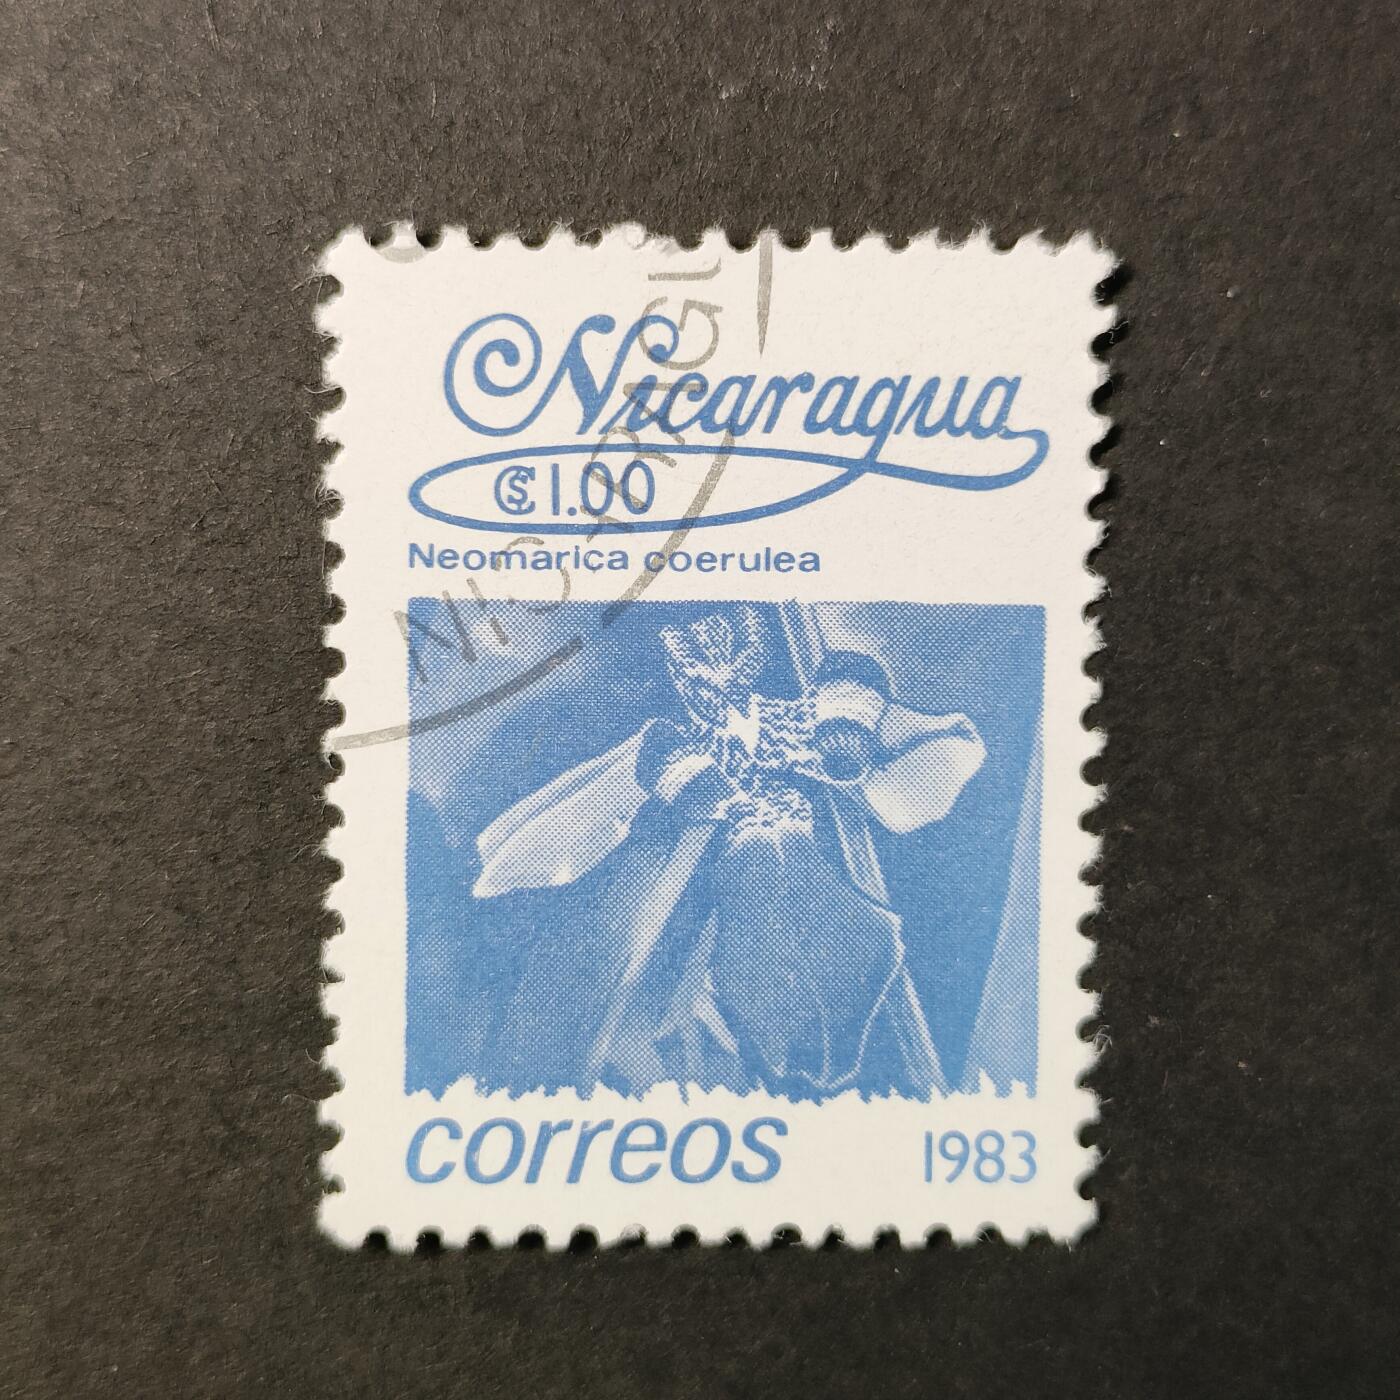 Nicaragua
C$1.00
Neomarica coerulea
correos 1983